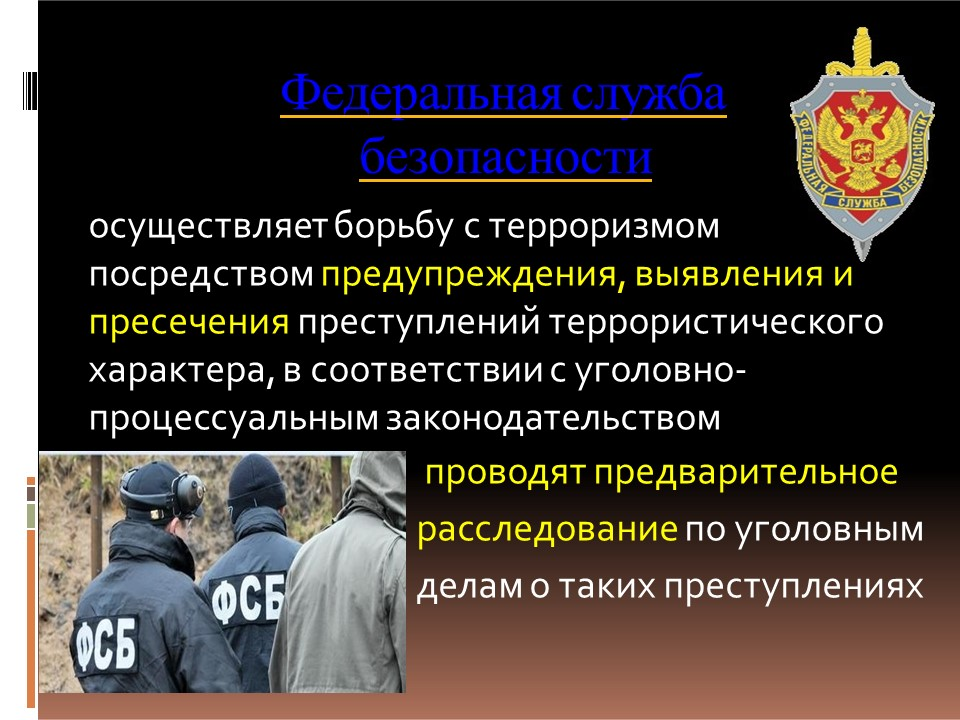 Федеральная служба
безопасности
ФЕДЕРАЛЬНАЯ СЛУЖБА БЕЗОПАСНОСТИ
осуществляет борьбу с терроризмом
посредством предупреждения, выявления и
пресечения преступлений террористического
характера, в соответствии с уголовно-
процессуальным законодательством
проводят предварительное
расследование по уголовным
делам о таких преступлениях
ФСБ
ФСБ